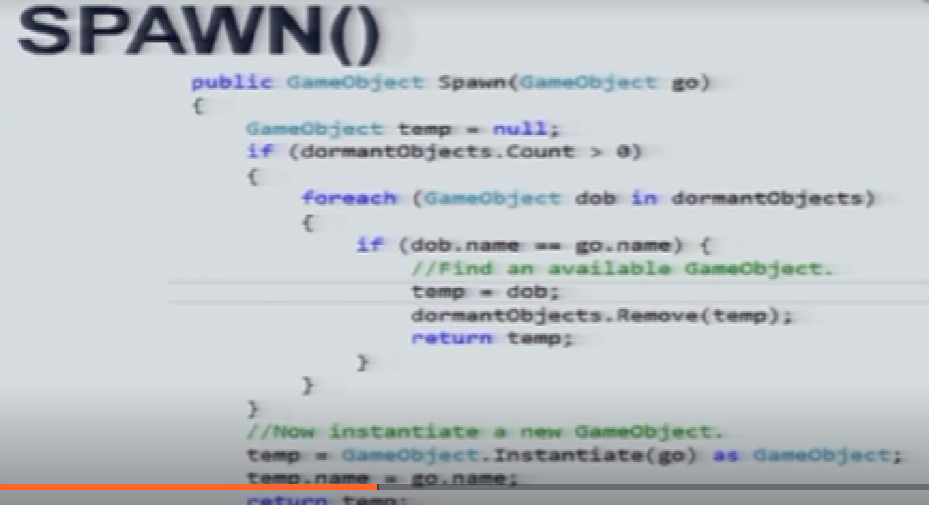 SPAWN()
public GameObject Spawn(GameObject go)
{
GameObject temp = null;
if (dormantObjects.Count > 0)
{
foreach (GameObject dob in dormantObjects)
{
if (dob.name == go.name) {
//Find an available GameObject.
temp = dob;
dormantObjects.Remove(temp);
return temp;
}
}
}
//Now instantiate a new GameObject.
temp = GameObject.Instantiate(go) as GameObject;
temp.name = go.name;
return temp;